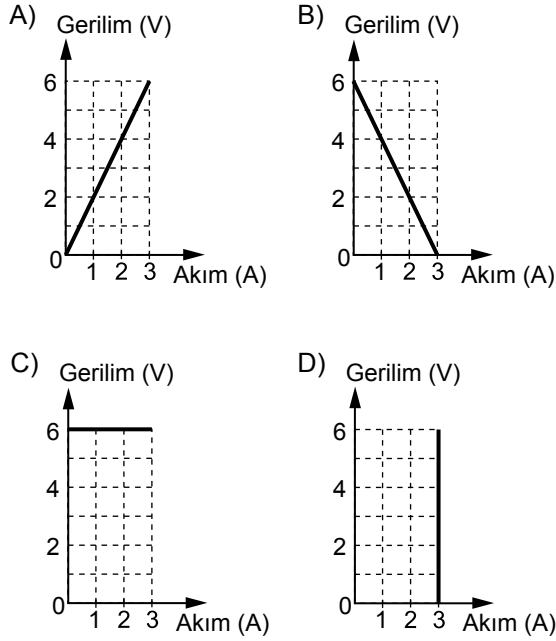 A) Gerilim (V)
6
4
2
0
1 2 3 Akım (A)
B) Gerilim (V)
6
4
2
0
1 2 3 Akım (A)
C) Gerilim (V)
6
4
2
0
1 2 3 Akım (A)
D) Gerilim (V)
6
4
2
0
1 2 3 Akım (A)